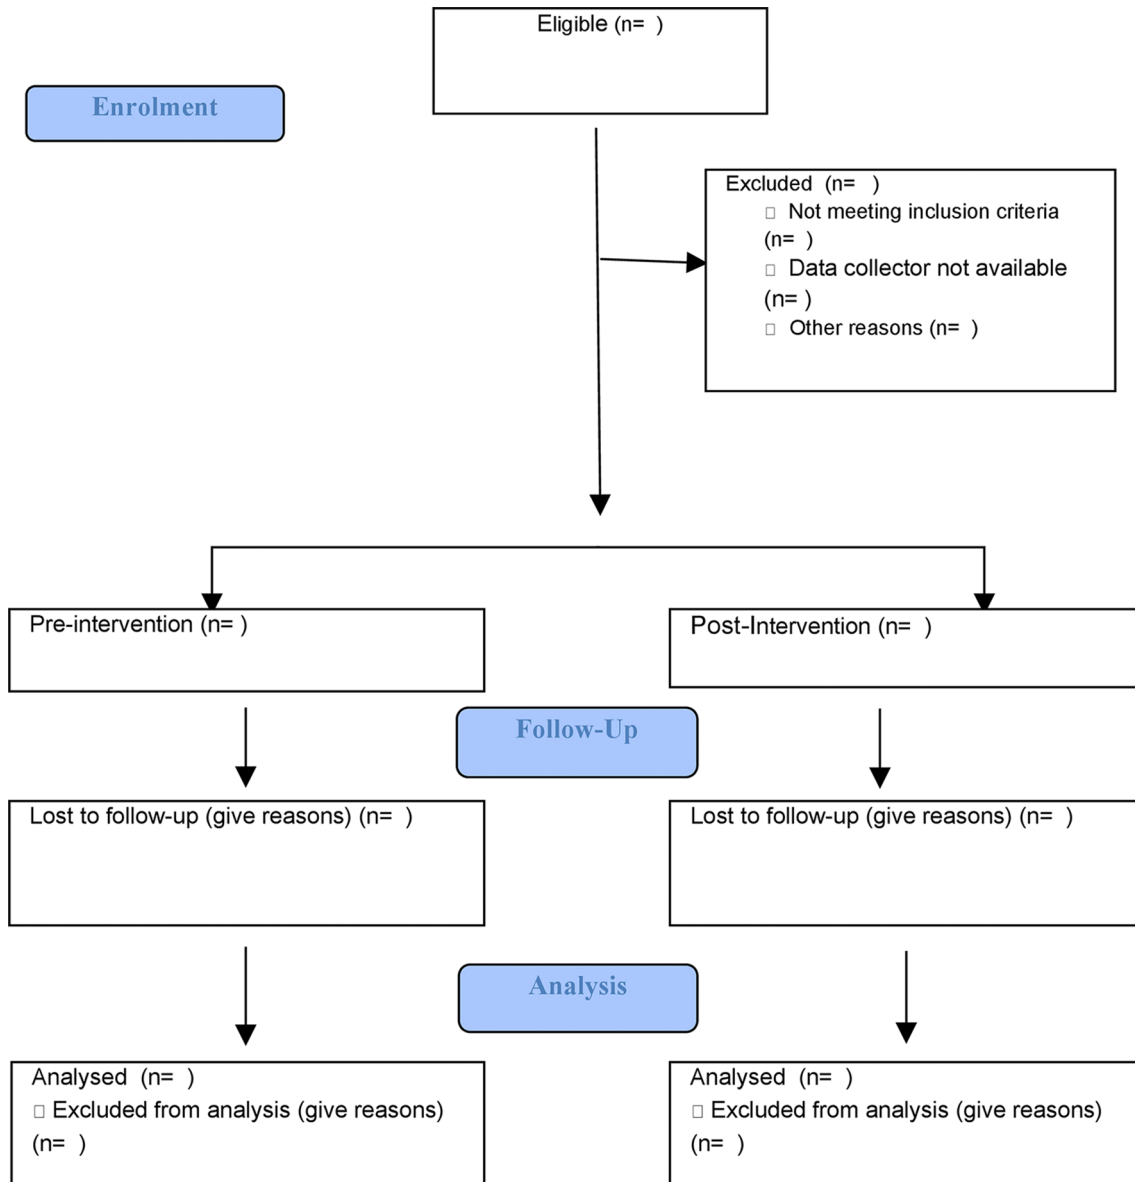 Eligible (n=  )
Enrolment
Excluded  (n=   )
▯ Not meeting inclusion criteria
(n=  )
▯ Data collector not available
(n= )
▯ Other reasons (n=  )
Pre-intervention (n= )
Post-Intervention (n=  )
Follow-Up
Lost to follow-up (give reasons) (n=  )
Lost to follow-up (give reasons) (n=  )
Analysis
Analysed  (n=  )
▯ Excluded from analysis (give reasons)
(n=  )
Analysed  (n=  )
▯ Excluded from analysis (give reasons)
(n=  )